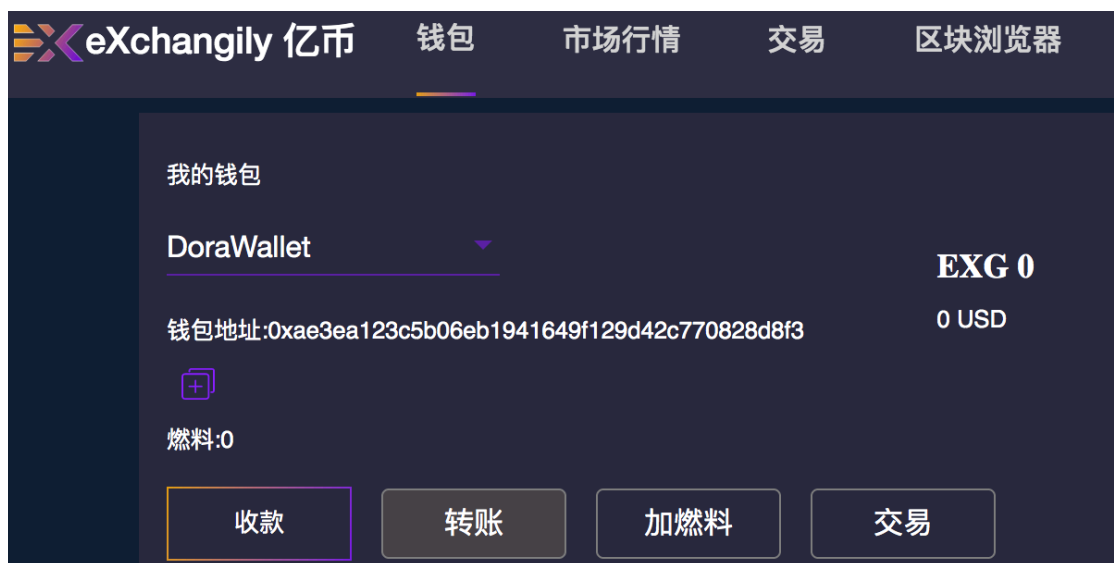 eXchangily 亿币 钱包 市场行情 交易 区块浏览器
我的钱包
DoraWallet
EXG 0
钱包地址:0xae3ea123c5b06eb1941649f129d42c770828d8f3
0 USD
燃料:0
收款 转账 加燃料 交易